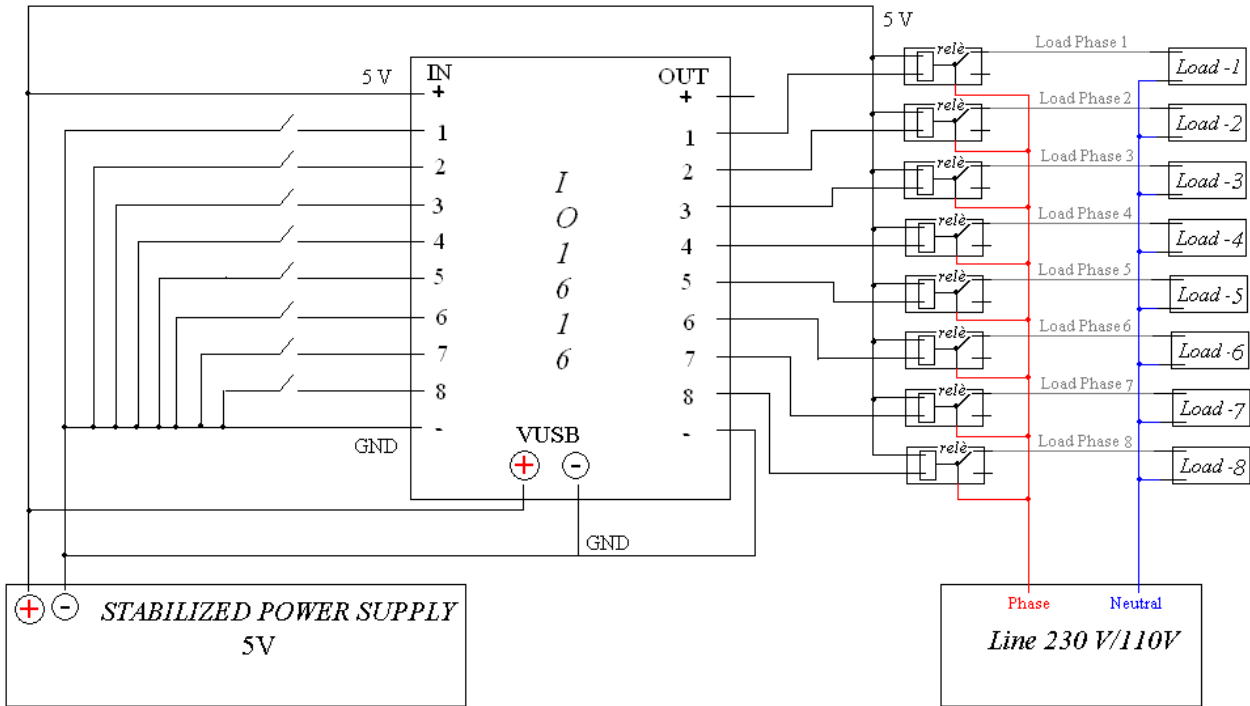 5 V
5 V
IN
OUT
+
+
1
2
3
4
5
6
7
8
-
1
2
3
4
5
6
7
8
-
I
O
1
6
1
6
VUSB
+ -
GND
GND
relè
Load Phase 1
Load -1
relè
Load Phase 2
Load -2
relè
Load Phase 3
Load -3
relè
Load Phase 4
Load -4
relè
Load Phase 5
Load -5
relè
Load Phase 6
Load -6
relè
Load Phase 7
Load -7
relè
Load Phase 8
Load -8
+ - STABILIZED POWER SUPPLY
5V
Phase Neutral
Line 230 V/110V